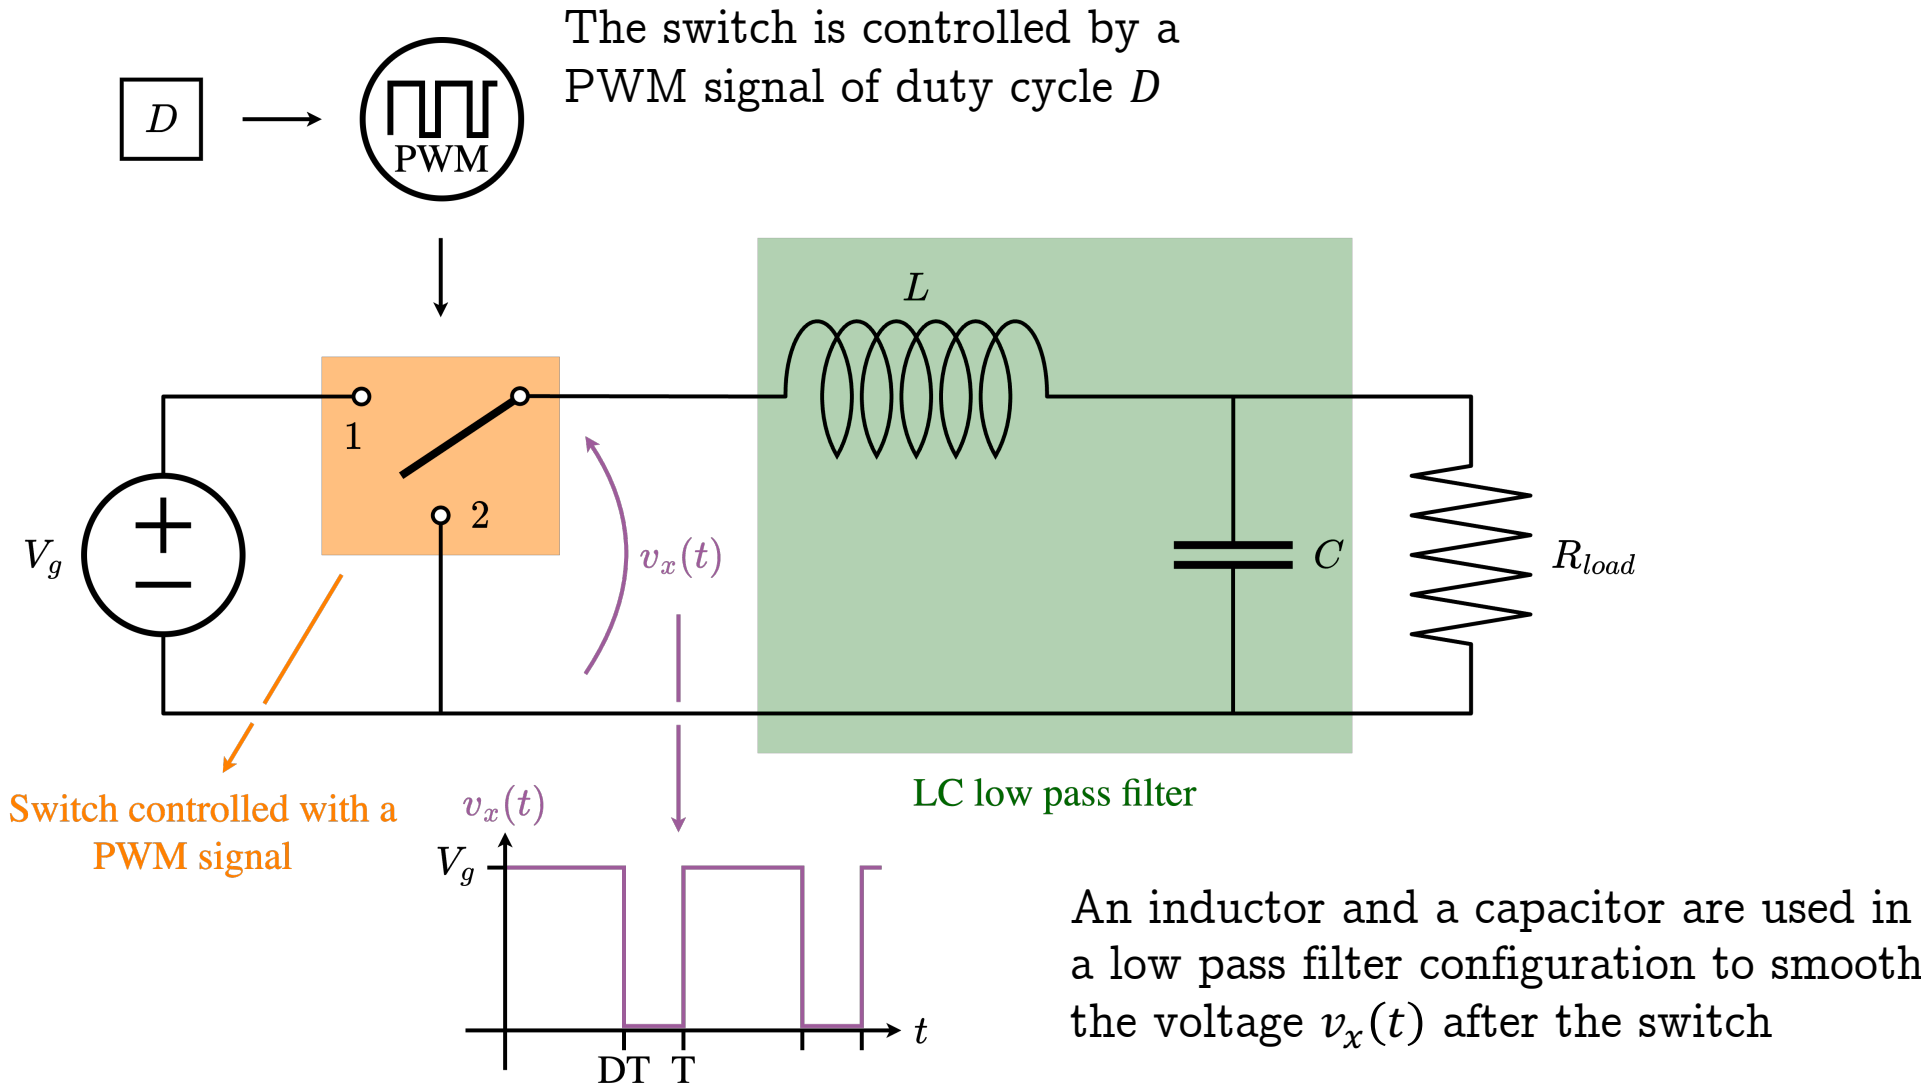 The switch is controlled by a
PWM signal of duty cycle D
D
PWM
L
1
2
V_g
v_x(t)
C
R_{load}
LC low pass filter
Switch controlled with a
PWM signal
v_x(t)
V_g
t
DT
T
An inductor and a capacitor are used in
a low pass filter configuration to smooth
the voltage v_x(t) after the switch